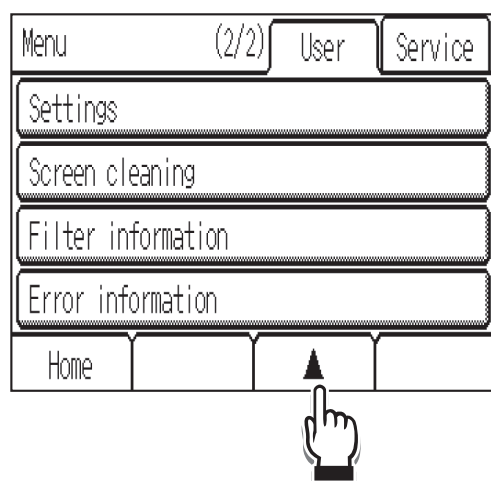 Menu (2/2) User Service
Settings
Screen cleaning
Filter information
Error information
Home ▲